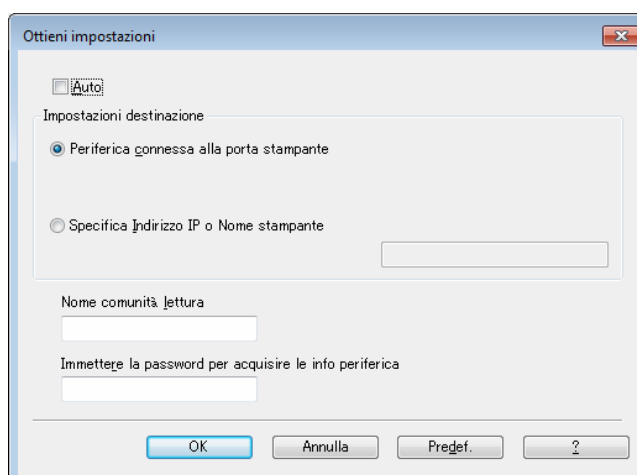 Ottieni impostazioni
Auto
Impostazioni destinazione
Periferica connessa alla porta stampante
Specifica Indirizzo IP o Nome stampante
Nome comunità lettura
Immettere la password per acquisire le info periferica
OK Annulla Predef. ?